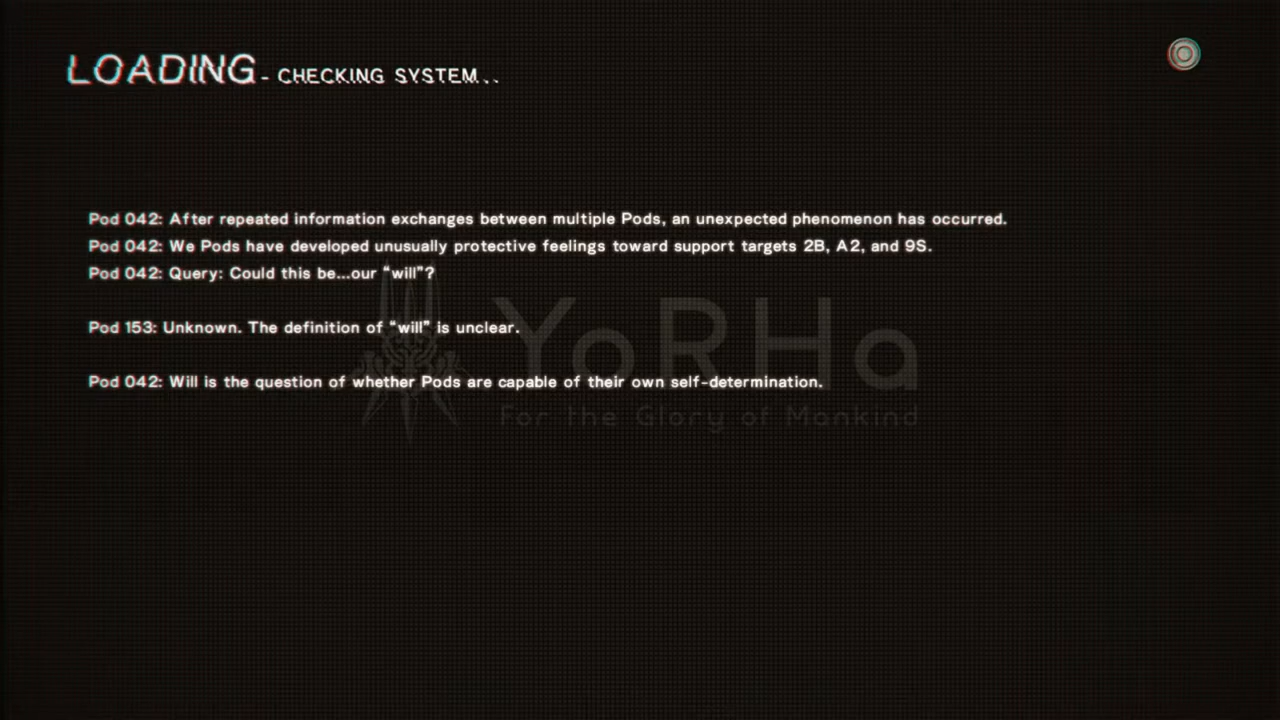 LOADING - CHECKING SYSTEM...
Pod 042: After repeated information exchanges between multiple Pods, an unexpected phenomenon has occurred.
Pod 042: We Pods have developed unusually protective feelings toward support targets 2B, A2, and 9S.
Pod 042: Query: Could this be...our “will”?
Pod 153: Unknown. The definition of “will” is unclear.
YoRHa
Pod 042: Will is the question of whether Pods are capable of their own self-determination.
For the Glory of Mankind